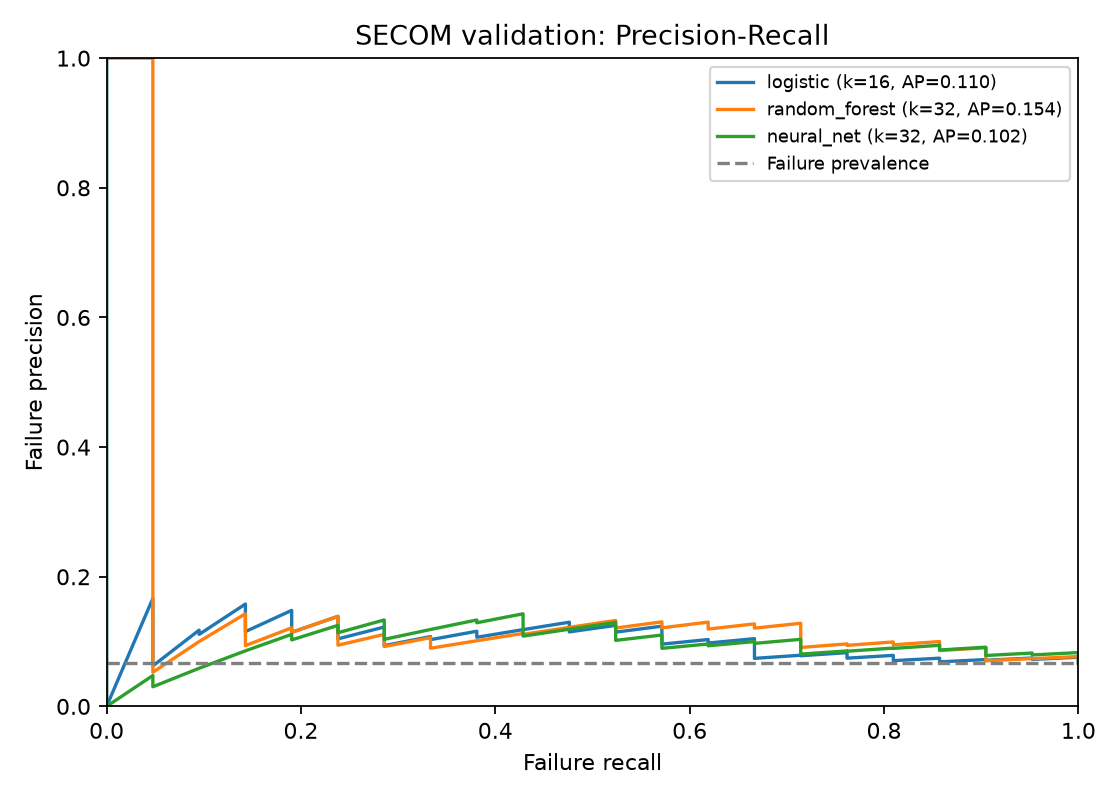 SECOM validation: Precision-Recall
logistic (k=16, AP=0.110)
random_forest (k=32, AP=0.154)
neural_net (k=32, AP=0.102)
Failure prevalence
Failure precision
1.0
0.8
0.6
0.4
0.2
0.0
0.0 0.2 0.4 0.6 0.8 1.0
Failure recall